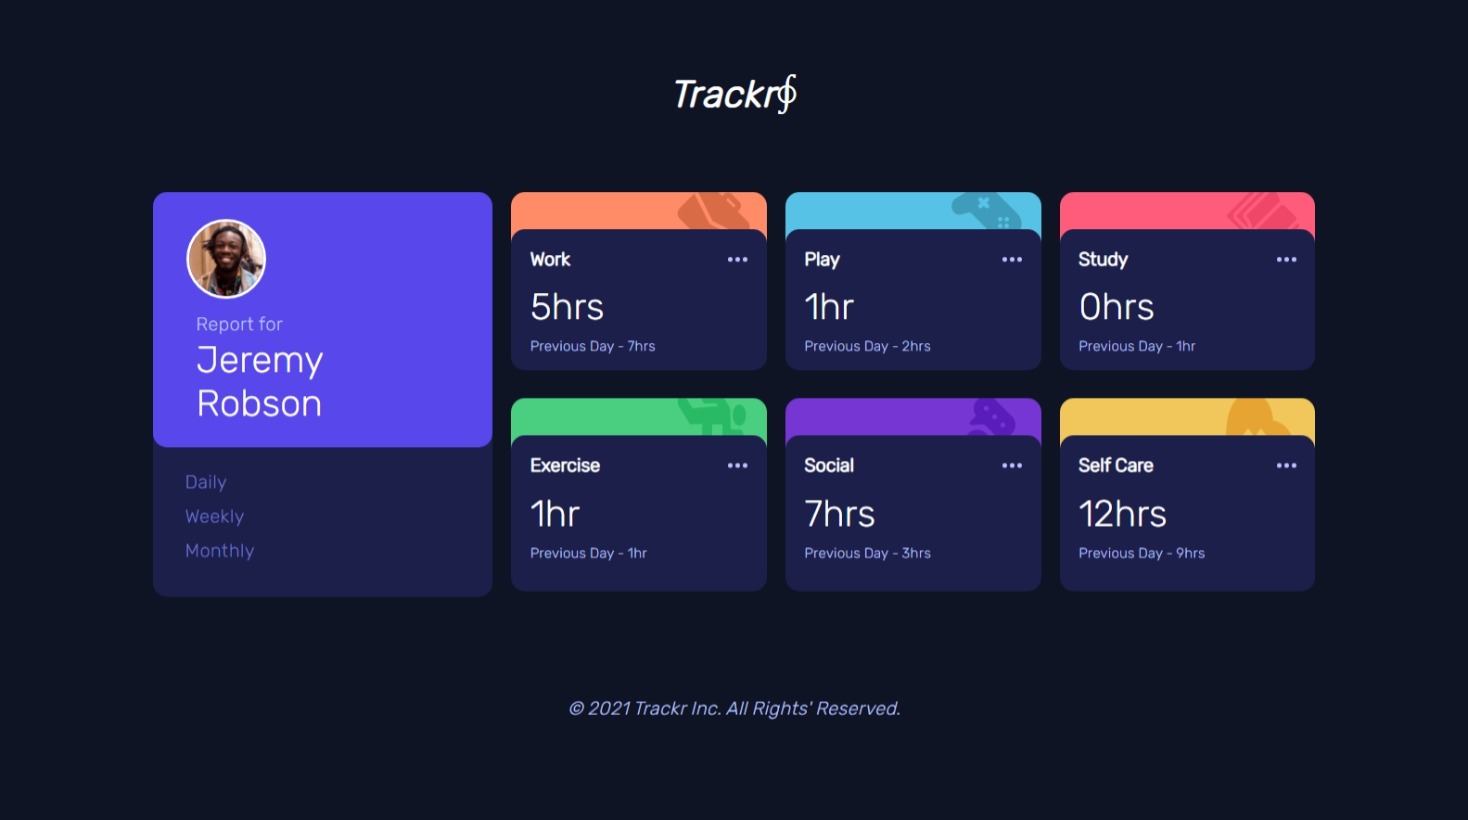 Trackr∮
Report for
Jeremy
Robson
Daily
Weekly
Monthly
Work
5hrs
Previous Day - 7hrs
Play
1hr
Previous Day - 2hrs
Study
0hrs
Previous Day - 1hr
Exercise
1hr
Previous Day - 1hr
Social
7hrs
Previous Day - 3hrs
Self Care
12hrs
Previous Day - 9hrs
© 2021 Trackr Inc. All Rights' Reserved.